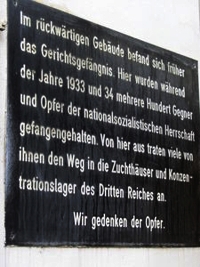 Im rückwärtigen Gebäude befand sich früher
das Gerichtsgefängnis. Hier wurden während
der Jahre 1933 und 34 mehrere Hundert Gegner
und Opfer der nationalsozialistischen Herrschaft
gefangengehalten. Von hier aus traten viele von
ihnen den Weg in die Zuchthäuser und Konzen-
trationslager des Dritten Reiches an.
Wir gedenken der Opfer.